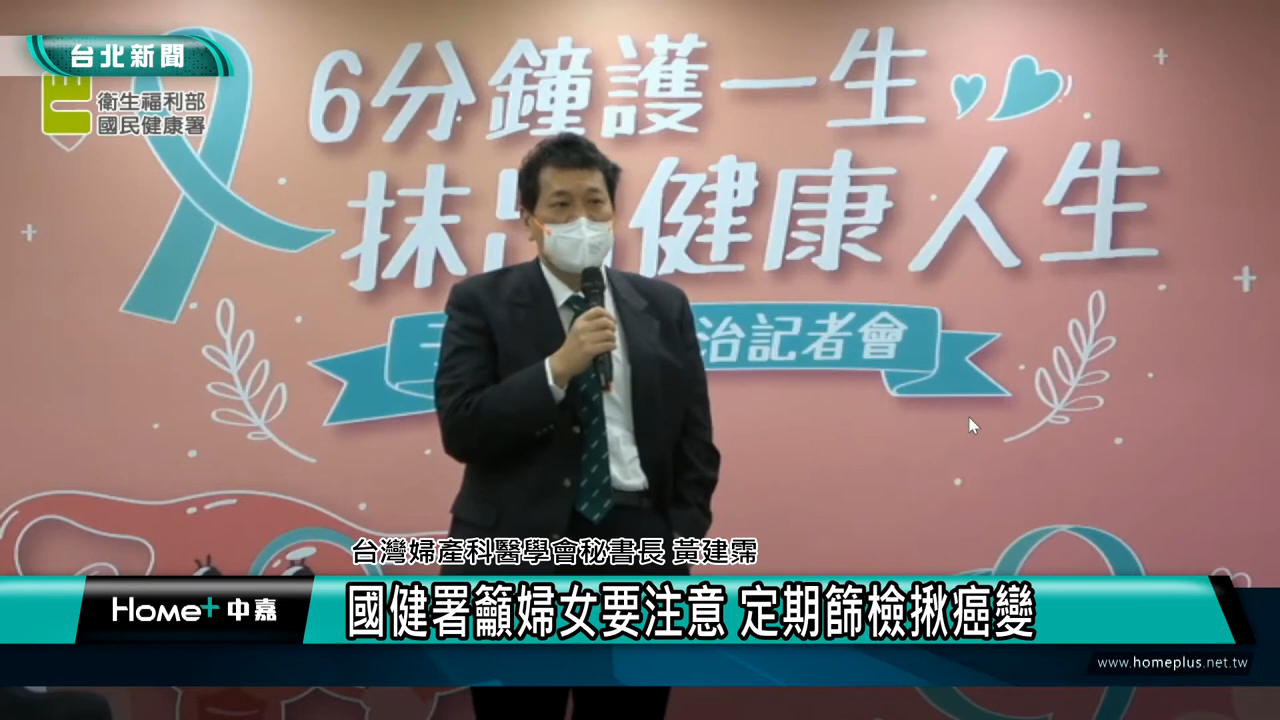 台北新聞
衛生福利部
國民健康署
6分鐘護一生
抹出健康人生
治記者會
台灣婦產科醫學會秘書長 黃建霈
Home+中嘉
國健署籲婦女要注意 定期篩檢揪癌變
www.homeplus.net.tw